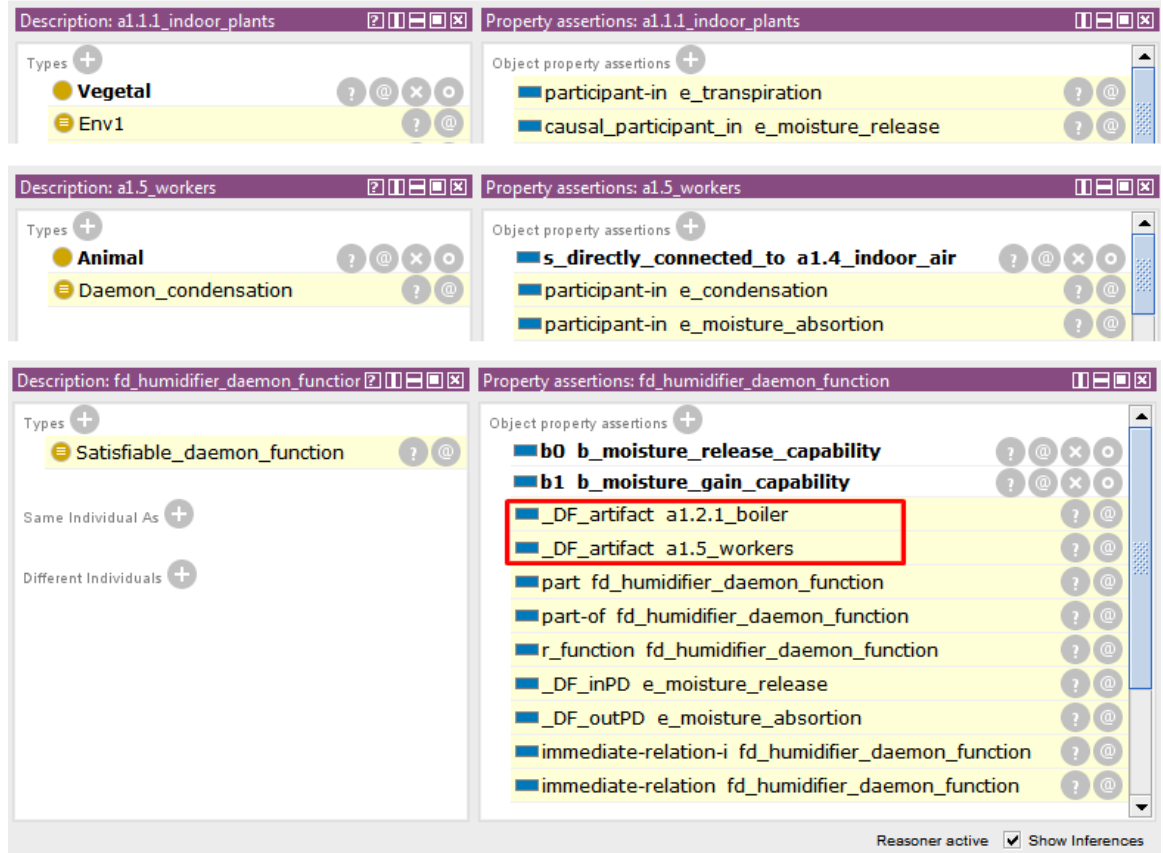 Description: a1.1.1_indoor_plants
Types
Vegetal
Env1
Property assertions: a1.1.1_indoor_plants
Object property assertions
participant-in e_transpiration
causal_participant_in e_moisture_release
Description: a1.5_workers
Types
Animal
Daemon_condensation
Property assertions: a1.5_workers
Object property assertions
s_directly_connected_to a1.4_indoor_air
participant-in e_condensation
participant-in e_moisture_absortion
Description: fd_humidifier_daemon_functior
Types
Satisfiable_daemon_function
Same Individual As
Different Individuals
Property assertions: fd_humidifier_daemon_function
Object property assertions
b0 b_moisture_release_capability
b1 b_moisture_gain_capability
_DF_artifact a1.2.1_boiler
_DF_artifact a1.5_workers
part fd_humidifier_daemon_function
part-of fd_humidifier_daemon_function
r_function fd_humidifier_daemon_function
_DF_inPD e_moisture_release
_DF_outPD e_moisture_absortion
immediate-relation-i fd_humidifier_daemon_function
immediate-relation fd_humidifier_daemon_function
Reasoner active Show Inferences